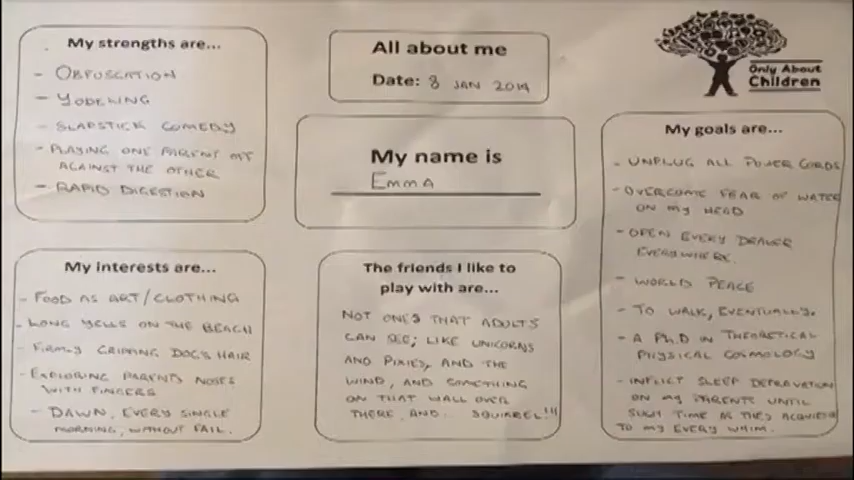 My strengths are...
- OBFUSCATION
- YODELING
- SLAPSTICK COMEDY
- PLAYING ONE PARENT OFF
AGAINST THE OTHER
- RAPID DIGESTION
All about me
Date: 8 JAN 2019
Only About
Children
My name is
EMMA
My goals are...
- UNPLUG ALL POWER CORDS
- OVERCOME FEAR OF WATER
ON MY HEAD
- OPEN EVERY DRAWER
EVERYWHERE.
- WORLD PEACE
- TO WALK, EVENTUALLY.
- A Ph.D IN THEORETICAL
PHYSICAL COSMOLOGY
- INFLICT SLEEP DEPRIVATION
ON MY PARENTS UNTIL
SUCH TIME AS THEY ACQUIESCE
TO MY EVERY WHIM.
My interests are...
- FOOD AS ART/CLOTHING
- LONG YELLS ON THE BEACH
- FIRMLY GRIPPING DOG'S HAIR
- EXPLORING PARENTS NOSES
WITH FINGERS
- DAWN, EVERY SINGLE
MORNING, WITHOUT FAIL.
The friends I like to
play with are...
NOT ONES THAT ADULTS
CAN SEE; LIKE UNICORNS
AND PIXIES, AND THE
WIND, AND SOMETHING
ON THAT WALL OVER
THERE, AND... SQUIRREL!!!